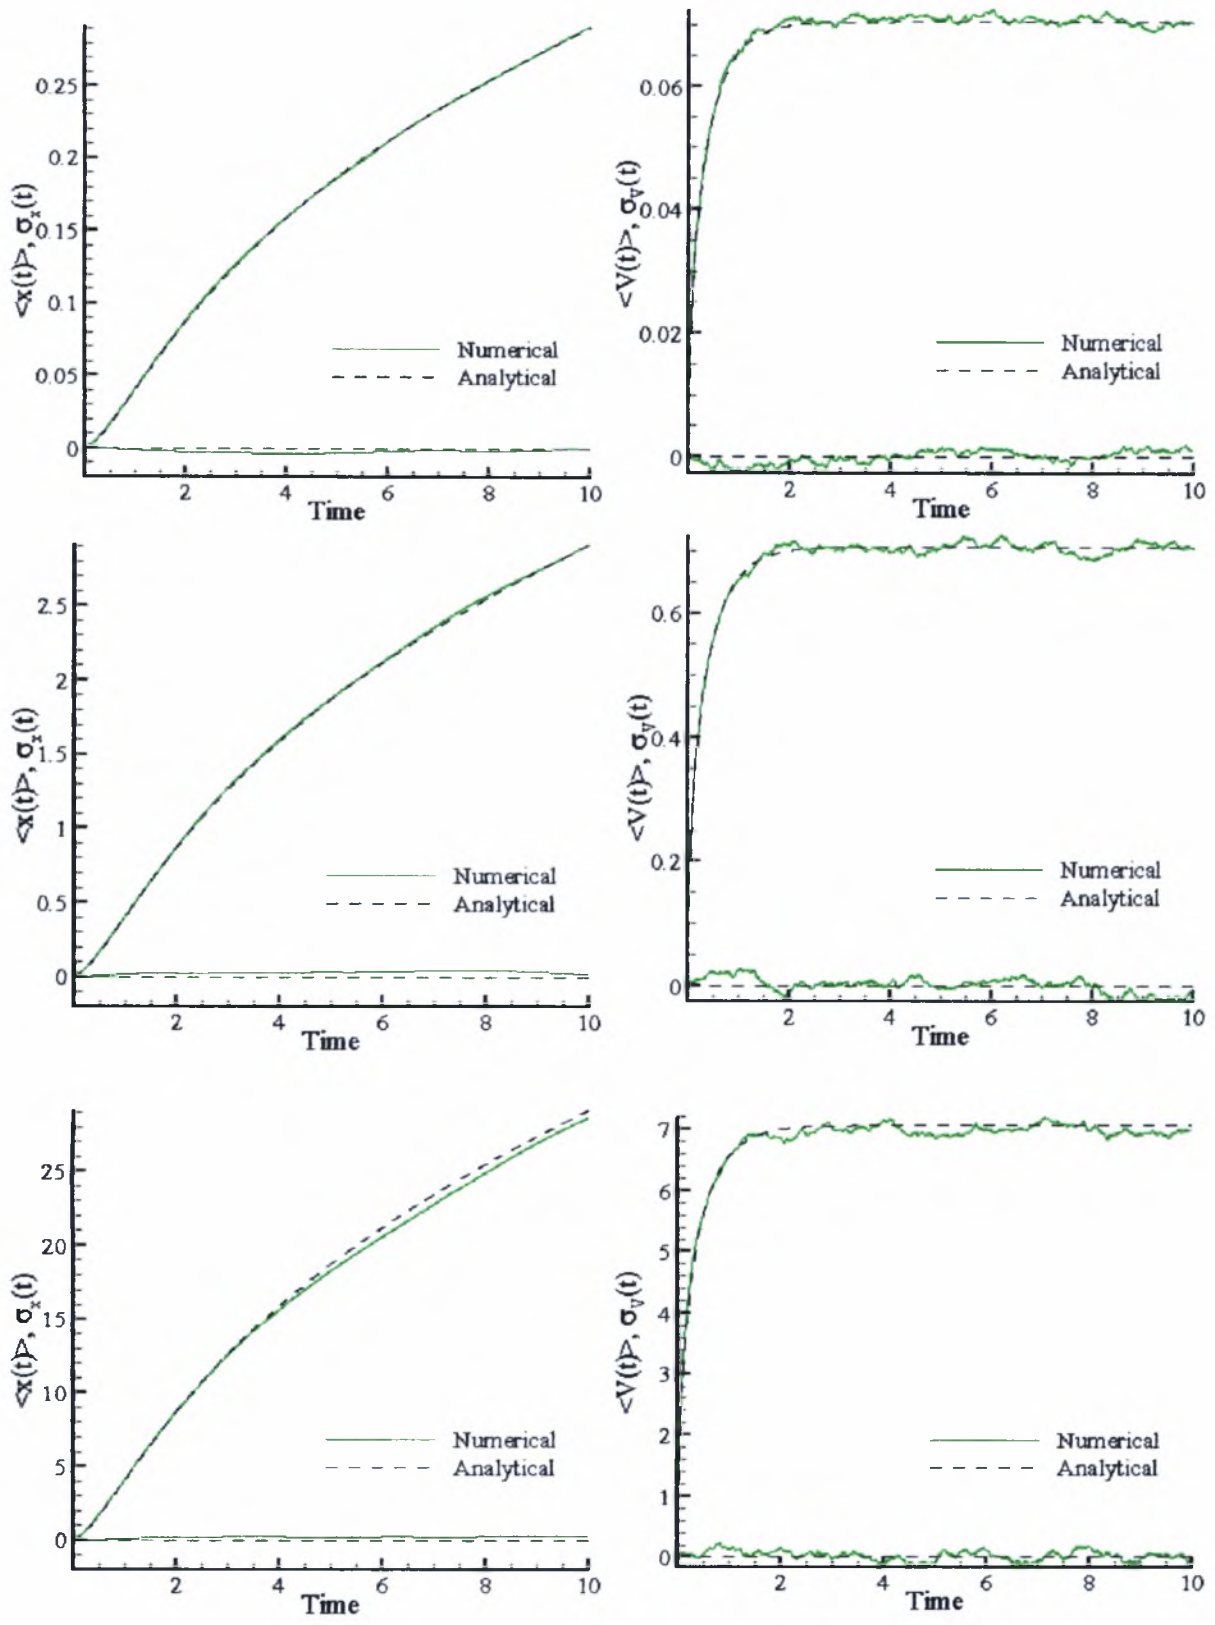 <x(t)>, σx(t)
0.25
0.2
0.15
0.1
0.05
0
Numerical
Analytical
2 4 6 8 10
Time
<V(t)>, σV(t)
0.06
0.04
0.02
0
Numerical
Analytical
2 4 6 8 10
Time
<x(t)>, σx(t)
2.5
2
1.5
1
0.5
0
Numerical
Analytical
2 4 6 8 10
Time
<V(t)>, σV(t)
0.6
0.4
0.2
0
Numerical
Analytical
2 4 6 8 10
Time
<x(t)>, σx(t)
25
20
15
10
5
0
Numerical
Analytical
2 4 6 8 10
Time
<V(t)>, σV(t)
7
6
5
4
3
2
1
0
Numerical
Analytical
2 4 6 8 10
Time